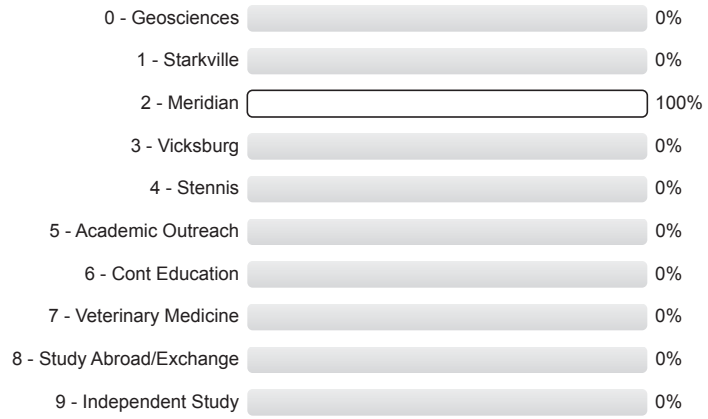 0 - Geosciences 0%
1 - Starkville 0%
2 - Meridian 100%
3 - Vicksburg 0%
4 - Stennis 0%
5 - Academic Outreach 0%
6 - Cont Education 0%
7 - Veterinary Medicine 0%
8 - Study Abroad/Exchange 0%
9 - Independent Study 0%